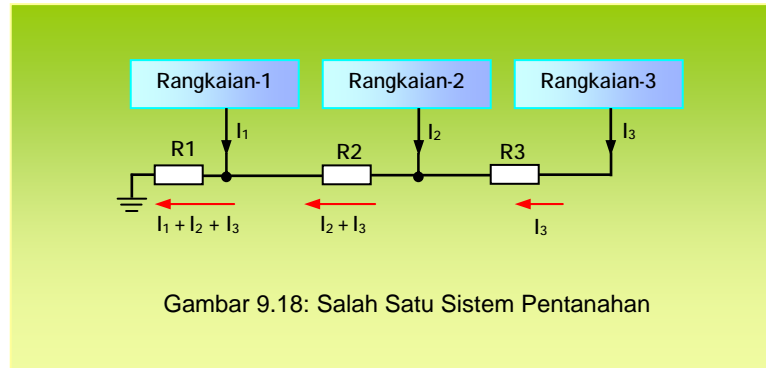 Rangkaian-1 Rangkaian-2 Rangkaian-3
I₁ I₂ I₃
R1 R2 R3
I₁ + I₂ + I₃ I₂ + I₃ I₃
Gambar 9.18: Salah Satu Sistem Pentanahan